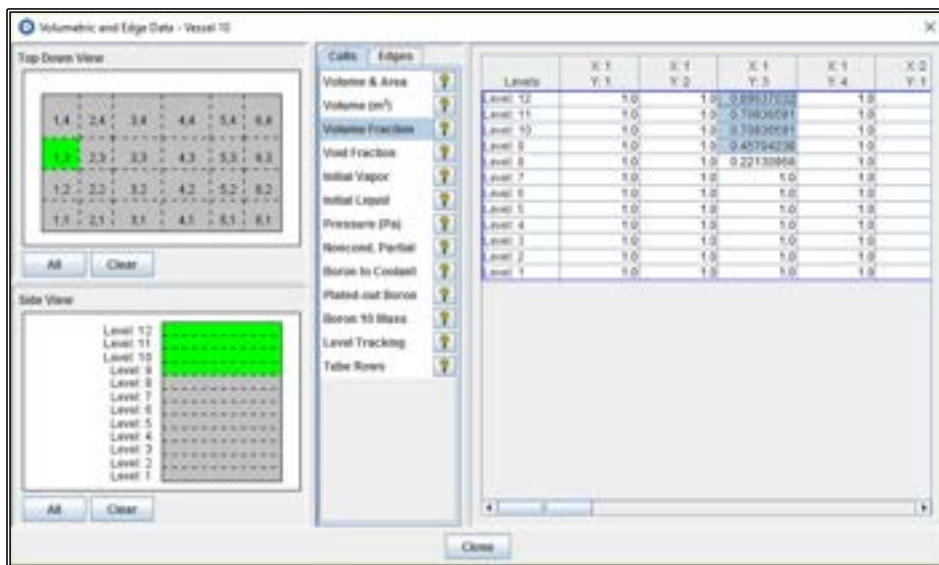 Volumetric and Edge Data - Vessel 10
Top Down View
1,4 2,4 3,4 4,4 5,4 6,4
1,3 2,3 3,3 4,3 5,3 6,3
1,2 2,2 3,2 4,2 5,2 6,2
1,1 2,1 3,1 4,1 5,1 6,1
All Clear
Side View
Level 12
Level 11
Level 10
Level 9
Level 8
Level 7
Level 6
Level 5
Level 4
Level 3
Level 2
Level 1
All Clear
Cells Edges
Volume & Area
Volume (m³)
Volume Fraction
Void Fraction
Initial Vapor
Initial Liquid
Pressure (Pa)
Noncond. Partial
Boron to Coolant
Plated-out Boron
Boron 10 Mass
Level Tracking
Tube Rows
X: 1 X: 1 X: 1 X: 1 X: 2
Levels Y: 1 Y: 2 Y: 3 Y: 4 Y: 1
Level: 12 1.0 1.0 1.0
Level: 11 1.0 1.0 1.0
Level: 10 1.0 1.0 1.0
Level: 9 1.0 1.0 1.0
Level: 8 1.0 1.0 1.0
Level: 7 1.0 1.0 1.0 1.0
Level: 6 1.0 1.0 1.0 1.0
Level: 5 1.0 1.0 1.0 1.0
Level: 4 1.0 1.0 1.0 1.0
Level: 3 1.0 1.0 1.0 1.0
Level: 2 1.0 1.0 1.0 1.0
Level: 1 1.0 1.0 1.0 1.0
Close